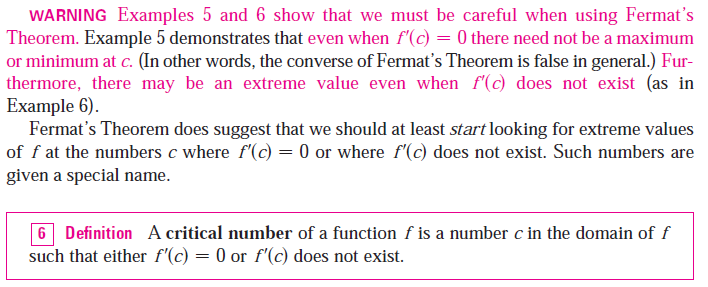 WARNING Examples 5 and 6 show that we must be careful when using Fermat's
Theorem. Example 5 demonstrates that even when f′(c) = 0 there need not be a maximum
or minimum at c. (In other words, the converse of Fermat's Theorem is false in general.) Fur-
thermore, there may be an extreme value even when f′(c) does not exist (as in
Example 6).
Fermat's Theorem does suggest that we should at least start looking for extreme values
of f at the numbers c where f′(c) = 0 or where f′(c) does not exist. Such numbers are
given a special name.
6 Definition A critical number of a function f is a number c in the domain of f
such that either f′(c) = 0 or f′(c) does not exist.